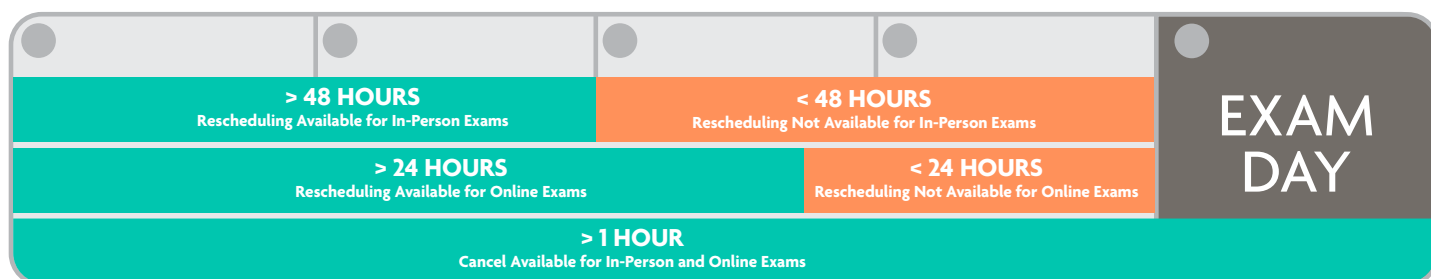 > 48 HOURS
Rescheduling Available for In-Person Exams
< 48 HOURS
Rescheduling Not Available for In-Person Exams
> 24 HOURS
Rescheduling Available for Online Exams
< 24 HOURS
Rescheduling Not Available for Online Exams
EXAM
DAY
> 1 HOUR
Cancel Available for In-Person and Online Exams